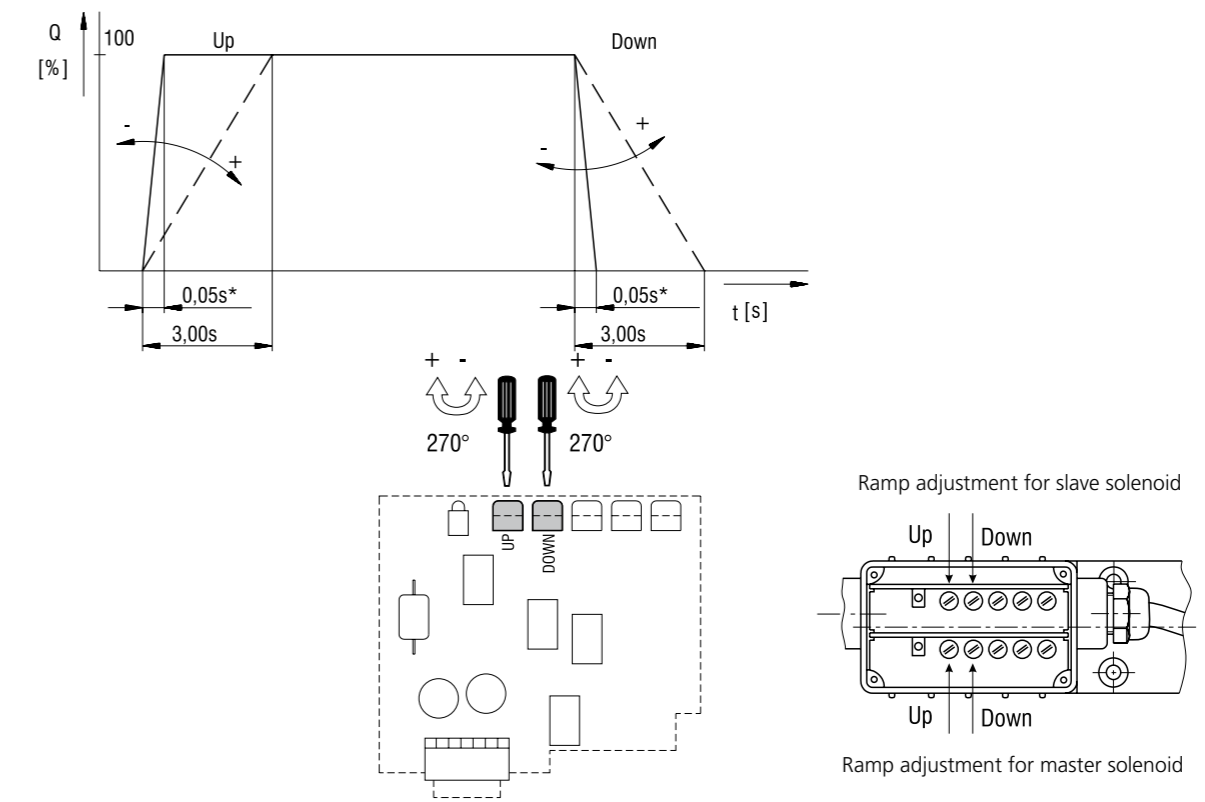 Q
[%]
100
Up
Down
-
+
-
+
0,05s*
0,05s*
t [s]
3,00s
3,00s
+ -
+ -
270°
270°
UP
DOWN
Ramp adjustment for slave solenoid
Up
Down
Up
Down
Ramp adjustment for master solenoid